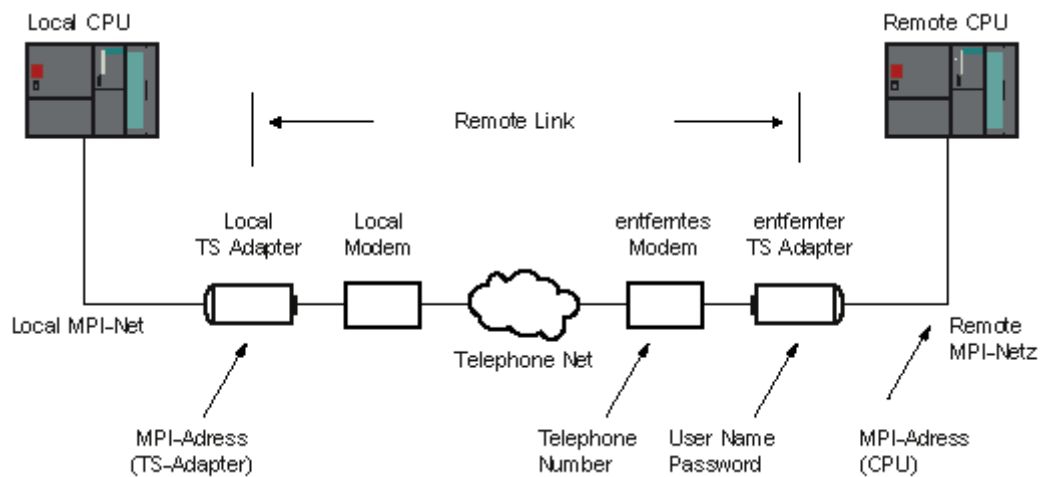 Local CPU
Remote CPU
Remote Link
Local
TS Adapter
Local
Modem
entferntes
Modem
entfernter
TS Adapter
Local MPI-Net
Telephone Net
Remote
MPI-Netz
MPI-Adress
(TS-Adapter)
Telephone
Number
User Name
Password
MPI-Adress
(CPU)